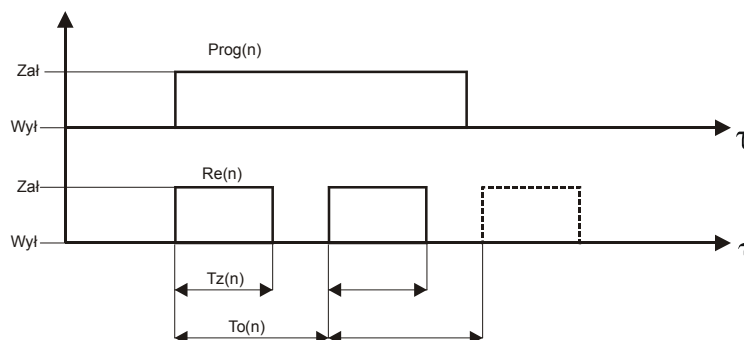 Prog(n)
Zał
Wył
τ
Re(n)
Zał
Wył
τ
Tz(n)
To(n)